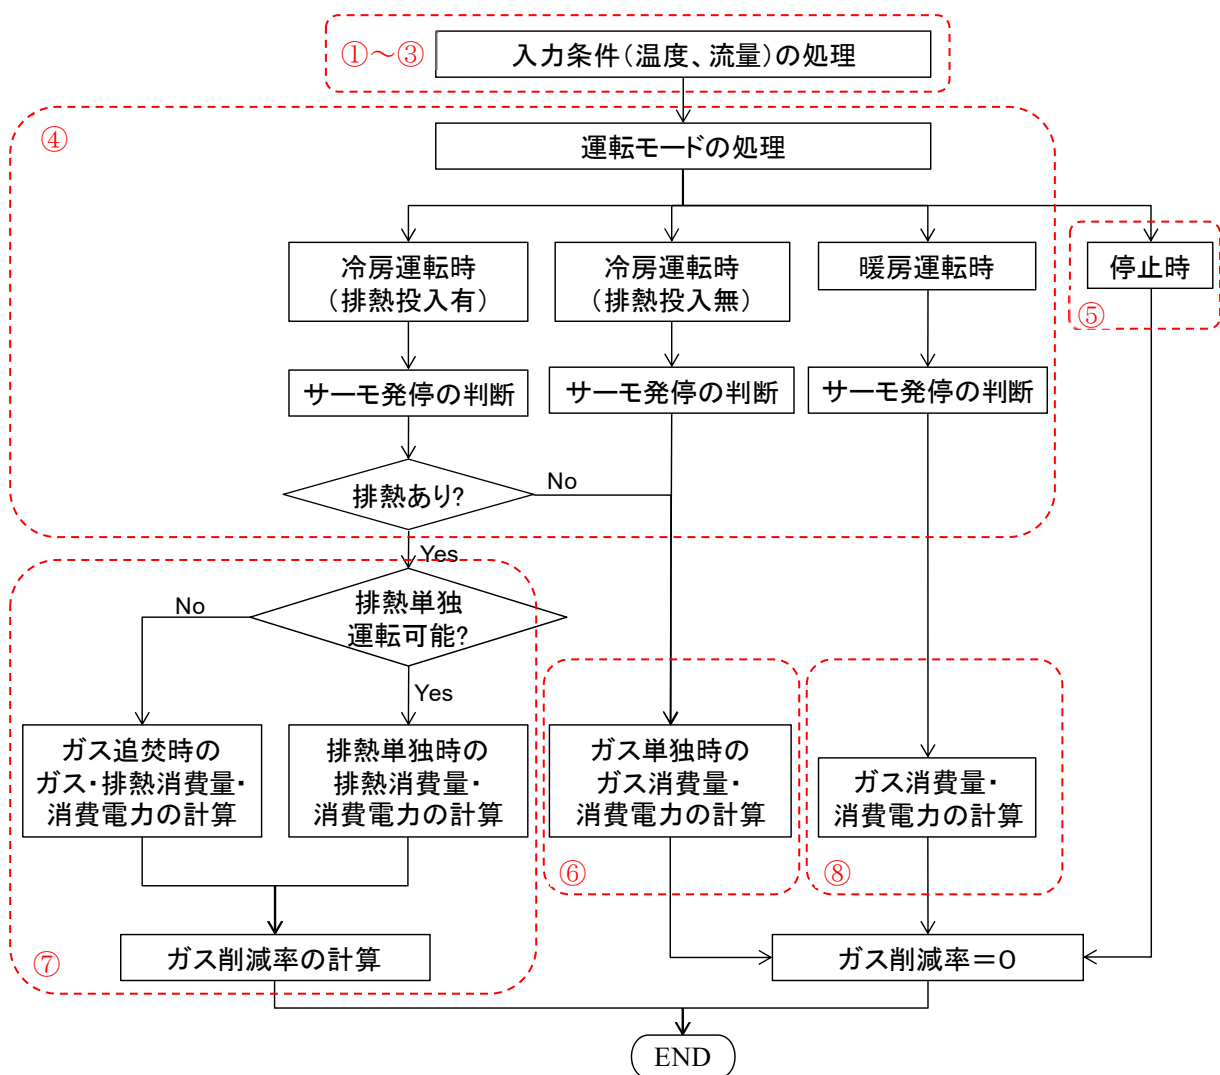 ①～③
入力条件（温度、流量）の処理
④
運転モードの処理
冷房運転時
（排熱投入有）
冷房運転時
（排熱投入無）
暖房運転時
停止時
⑤
サーモ発停の判断
サーモ発停の判断
サーモ発停の判断
排熱あり?
No
Yes
排熱単独
運転可能?
No
Yes
ガス追焚時の
ガス・排熱消費量・
消費電力の計算
排熱単独時の
排熱消費量・
消費電力の計算
ガス単独時の
ガス消費量・
消費電力の計算
ガス消費量・
消費電力の計算
⑥
⑧
⑦
ガス削減率の計算
ガス削減率＝0
END